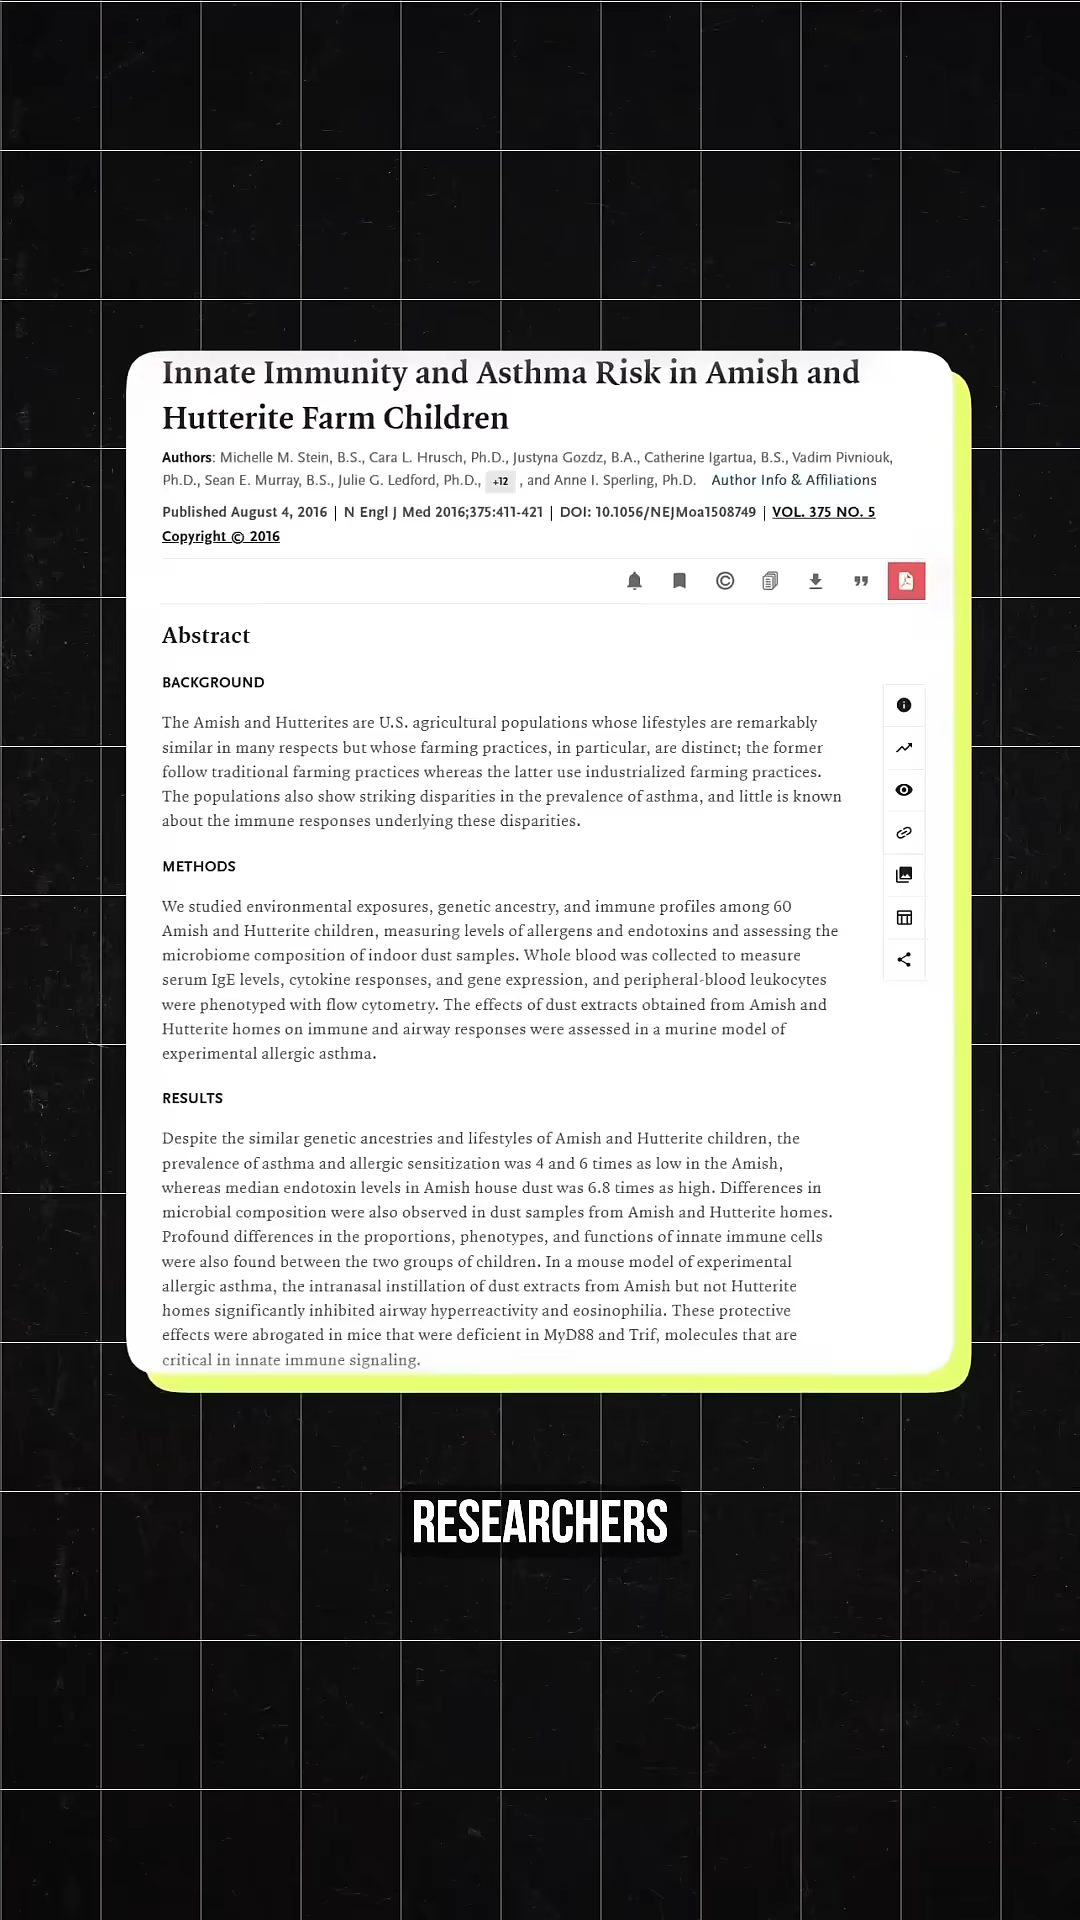 Innate Immunity and Asthma Risk in Amish and
Hutterite Farm Children
Authors: Michelle M. Stein, B.S., Cara L. Hrusch, Ph.D., Justyna Gozdz, B.A., Catherine Igartua, B.S., Vadim Pivniouk,
Ph.D., Sean E. Murray, B.S., Julie G. Ledford, Ph.D., +12 , and Anne I. Sperling, Ph.D. Author Info & Affiliations
Published August 4, 2016 | N Engl J Med 2016;375:411-421 | DOI: 10.1056/NEJMoa1508749 | VOL. 375 NO. 5
Copyright © 2016
Abstract
BACKGROUND
The Amish and Hutterites are U.S. agricultural populations whose lifestyles are remarkably
similar in many respects but whose farming practices, in particular, are distinct; the former
follow traditional farming practices whereas the latter use industrialized farming practices.
The populations also show striking disparities in the prevalence of asthma, and little is known
about the immune responses underlying these disparities.
METHODS
We studied environmental exposures, genetic ancestry, and immune profiles among 60
Amish and Hutterite children, measuring levels of allergens and endotoxins and assessing the
microbiome composition of indoor dust samples. Whole blood was collected to measure
serum IgE levels, cytokine responses, and gene expression, and peripheral-blood leukocytes
were phenotyped with flow cytometry. The effects of dust extracts obtained from Amish and
Hutterite homes on immune and airway responses were assessed in a murine model of
experimental allergic asthma.
RESULTS
Despite the similar genetic ancestries and lifestyles of Amish and Hutterite children, the
prevalence of asthma and allergic sensitization was 4 and 6 times as low in the Amish,
whereas median endotoxin levels in Amish house dust was 6.8 times as high. Differences in
microbial composition were also observed in dust samples from Amish and Hutterite homes.
Profound differences in the proportions, phenotypes, and functions of innate immune cells
were also found between the two groups of children. In a mouse model of experimental
allergic asthma, the intranasal instillation of dust extracts from Amish but not Hutterite
homes significantly inhibited airway hyperreactivity and eosinophilia. These protective
effects were abrogated in mice that were deficient in MyD88 and Trif, molecules that are
critical in innate immune signaling.
RESEARCHERS